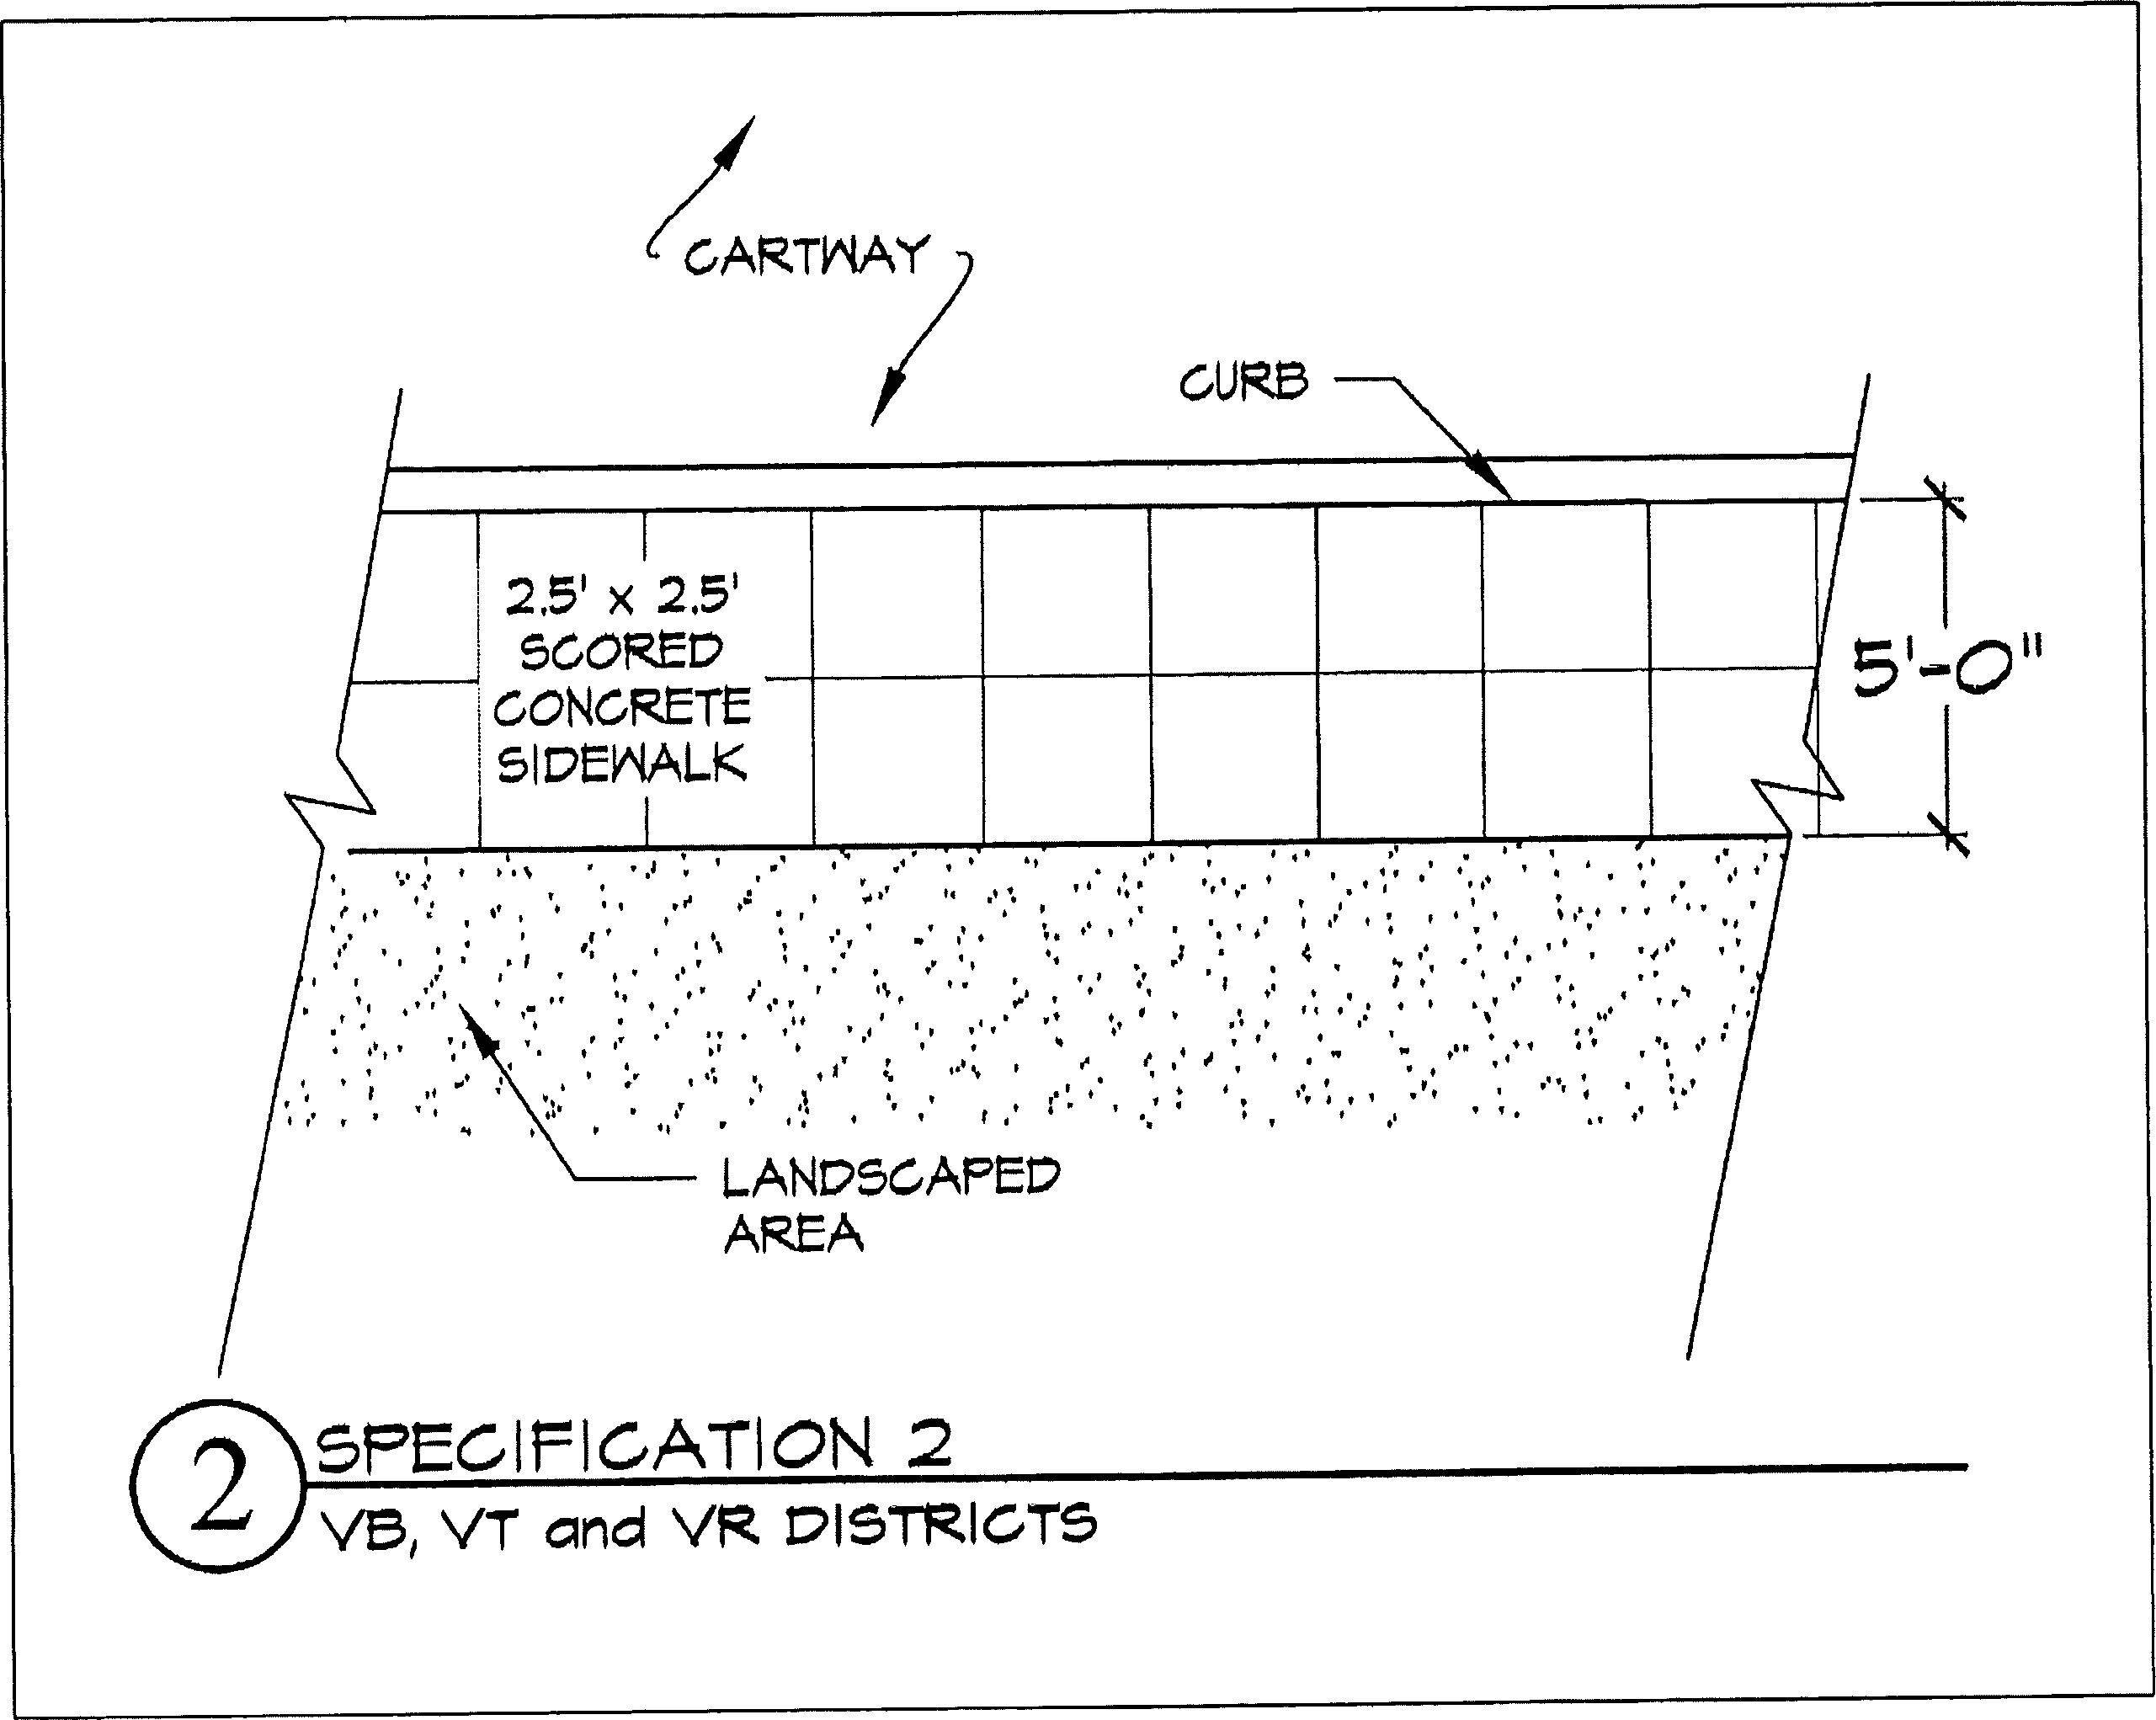 CARTWAY
CURB
2.5' x 2.5'
SCORED
CONCRETE
SIDEWALK
5'-0"
LANDSCAPED
AREA
2
SPECIFICATION 2
VB, VT and VR DISTRICTS